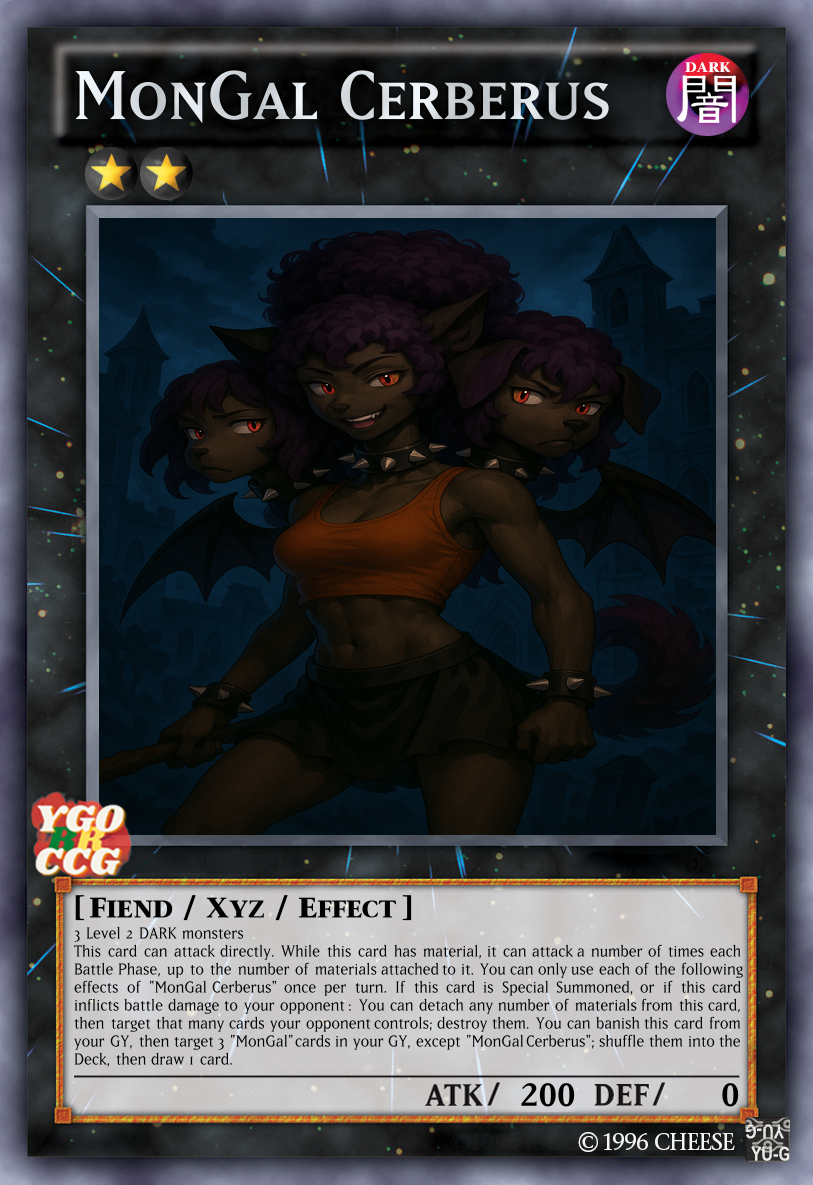 MonGal Cerberus
DARK
闇
YGO
RR
CCG
[ Fiend / Xyz / Effect ]
3 Level 2 DARK monsters
This card can attack directly. While this card has material, it can attack a number of times each
Battle Phase, up to the number of materials attached to it. You can only use each of the following
effects of "MonGal Cerberus" once per turn. If this card is Special Summoned, or if this card
inflicts battle damage to your opponent: You can detach any number of materials from this card,
then target that many cards your opponent controls; destroy them. You can banish this card from
your GY, then target 3 "MonGal" cards in your GY, except "MonGal Cerberus"; shuffle them into the
Deck, then draw 1 card.
ATK/ 200 DEF/ 0
© 1996 CHEESE
YU-G
YU-G